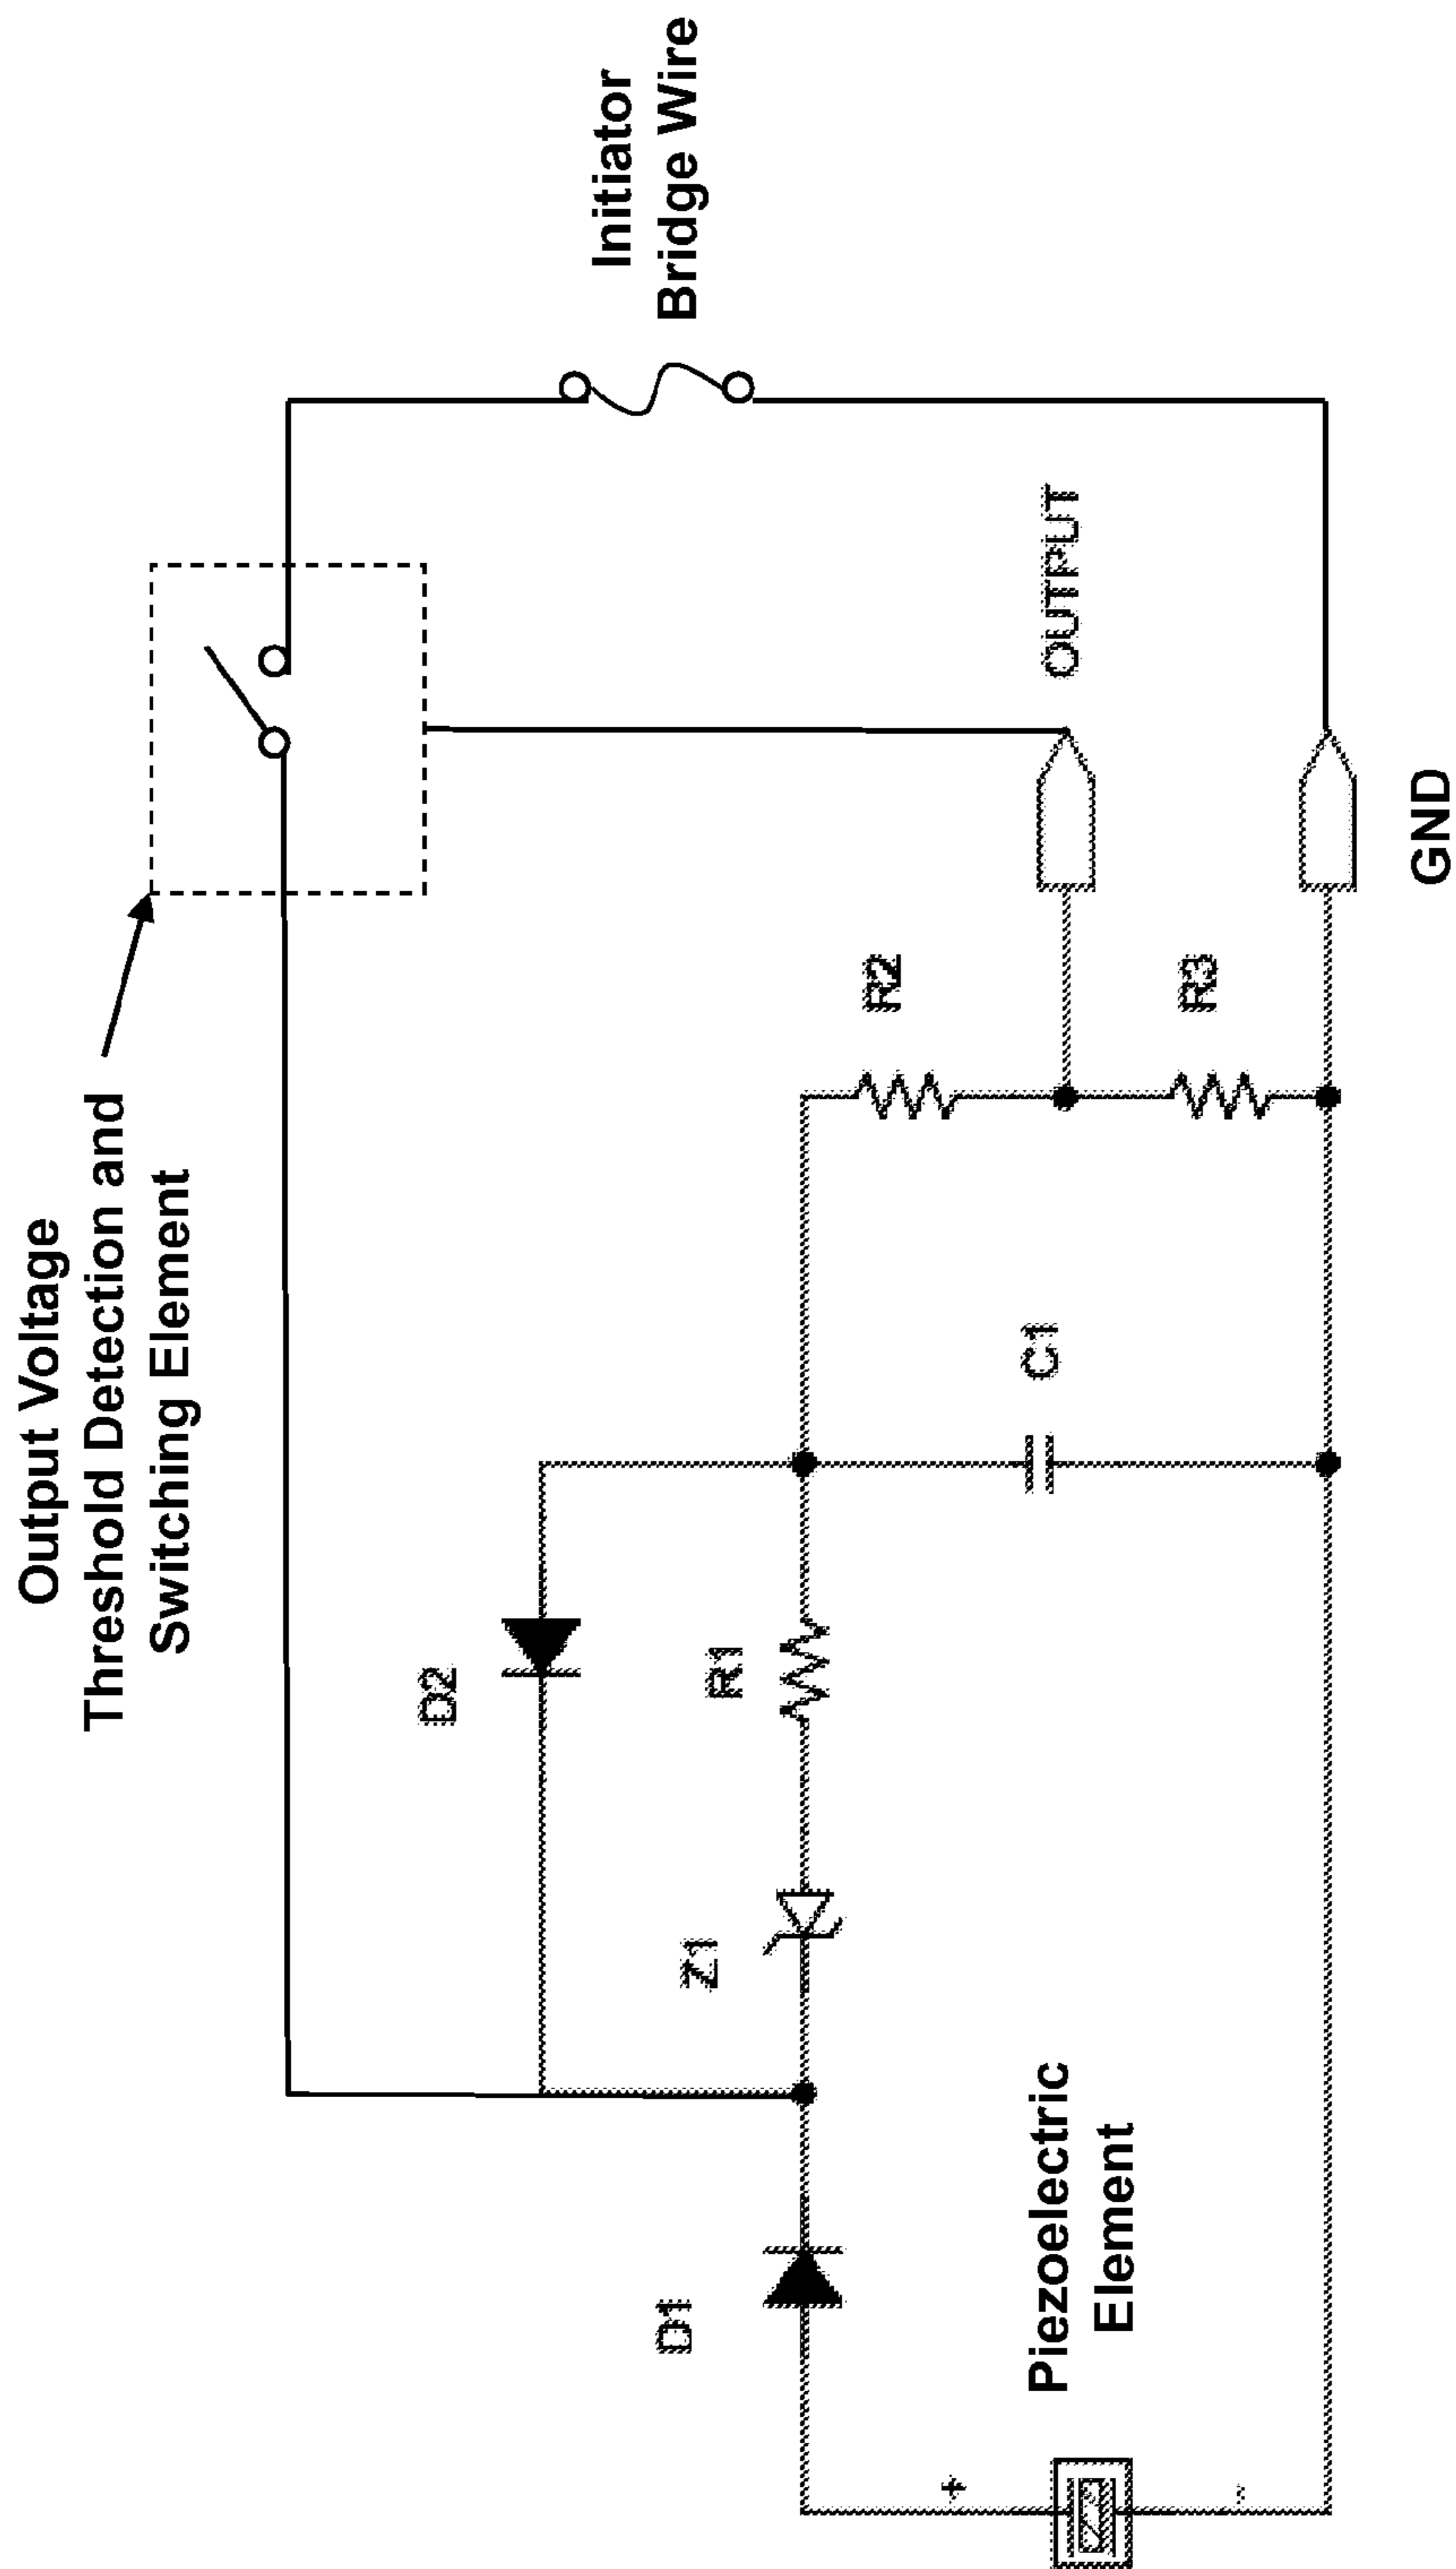 Output Voltage
Threshold Detection and
Switching Element
Initiator
Bridge Wire
D2
R1
Z1
D1
R2
R3
C1
OUTPUT
GND
Piezoelectric
Element
+
-